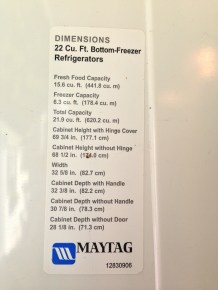 DIMENSIONS
22 Cu. Ft. Bottom-Freezer
Refrigerators
Fresh Food Capacity
15.6 cu. ft. (441.8 cu. m)
Freezer Capacity
6.3 cu. ft. (178.4 cu. m)
Total Capacity
21.9 cu. ft. (620.2 cu. m)
Cabinet Height with Hinge Cover
69 3/4 in. (177.1 cm)
Cabinet Height without Hinge
68 1/2 in. (174.0 cm)
Width
32 5/8 in. (82.7 cm)
Cabinet Depth with Handle
32 3/8 in. (82.2 cm)
Cabinet Depth without Handle
30 7/8 in. (78.3 cm)
Cabinet Depth without Door
28 1/8 in. (71.3 cm)
MAYTAG
12830906